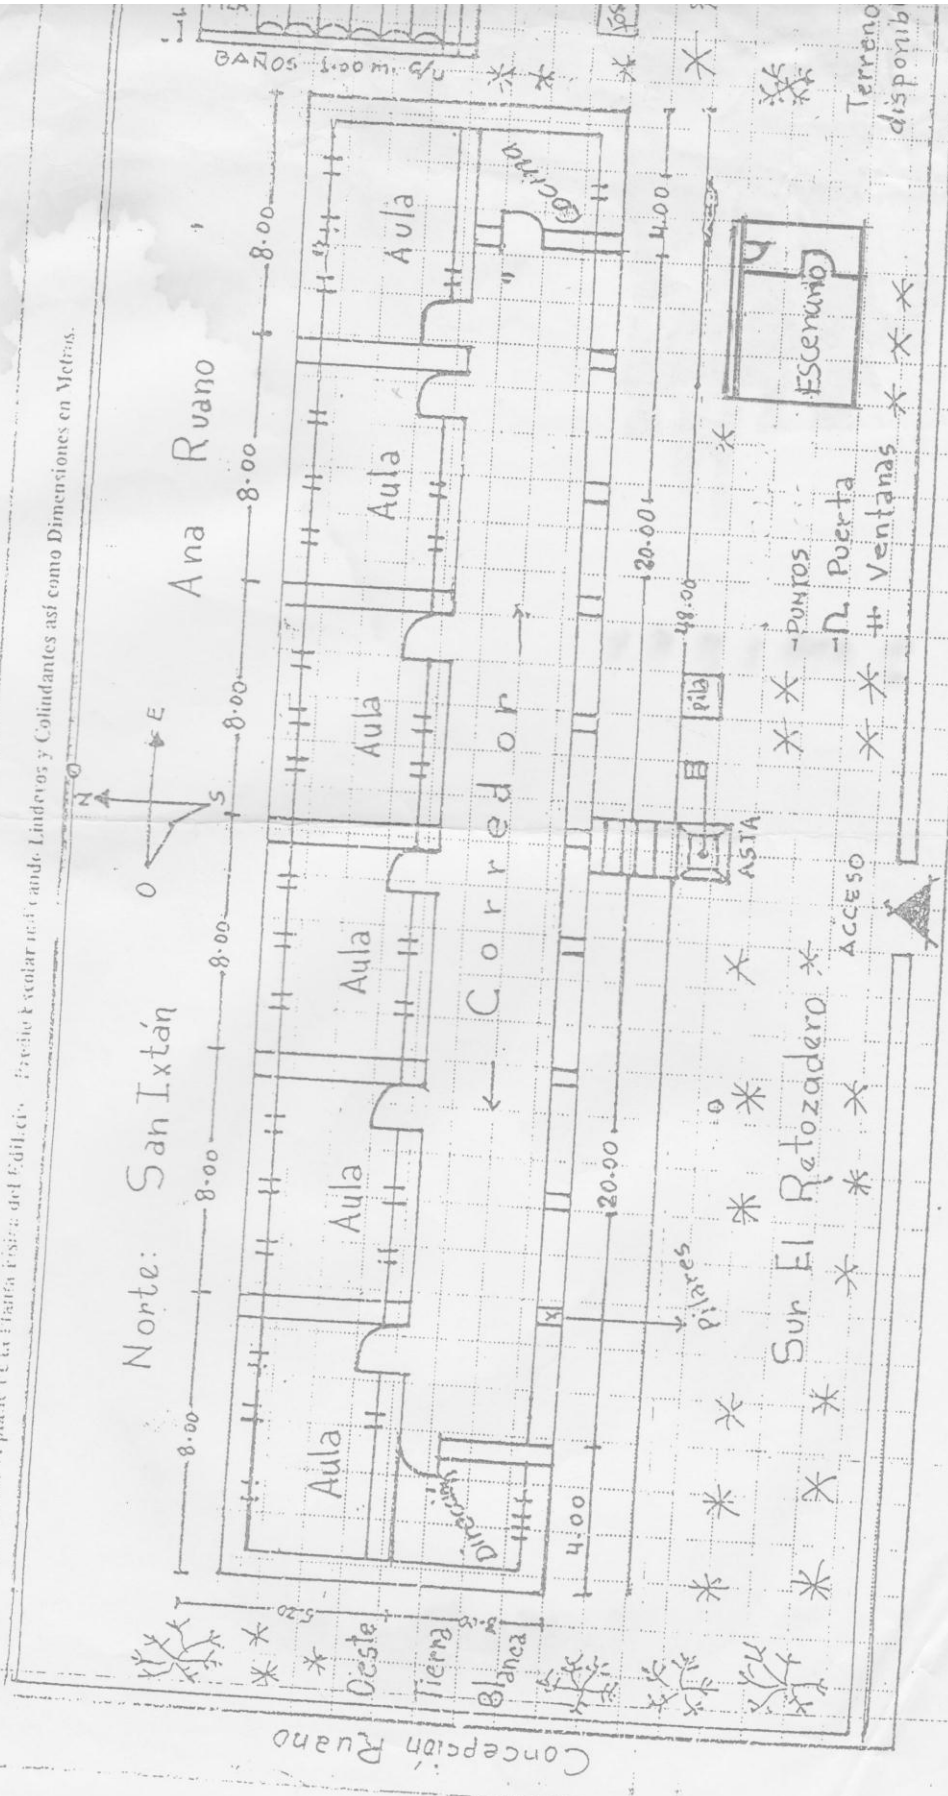 Predio Escolar indicando Linderos y Colindantes así como Dimensiones en Metros.
Norte: San Ixtán
Ana Ruano
N
O
E
S
O
8.00
8.00
8.00
8.00
8.00
8.00
BAÑOS 1.00 m. c/u
Aula
Aula
Aula
Aula
Aula
Aula
Cocina
Dirección
← Corredor →
5.20
Oeste
Tierra
Blanca
Concepción Ruano
4.00
20.00
20.00
4.00
48.00
Pilares
ASTA
Pila
Escenario
-Puntos
Puerta
Ventanas
Sur El Retozadero
ACCESO
Terreno